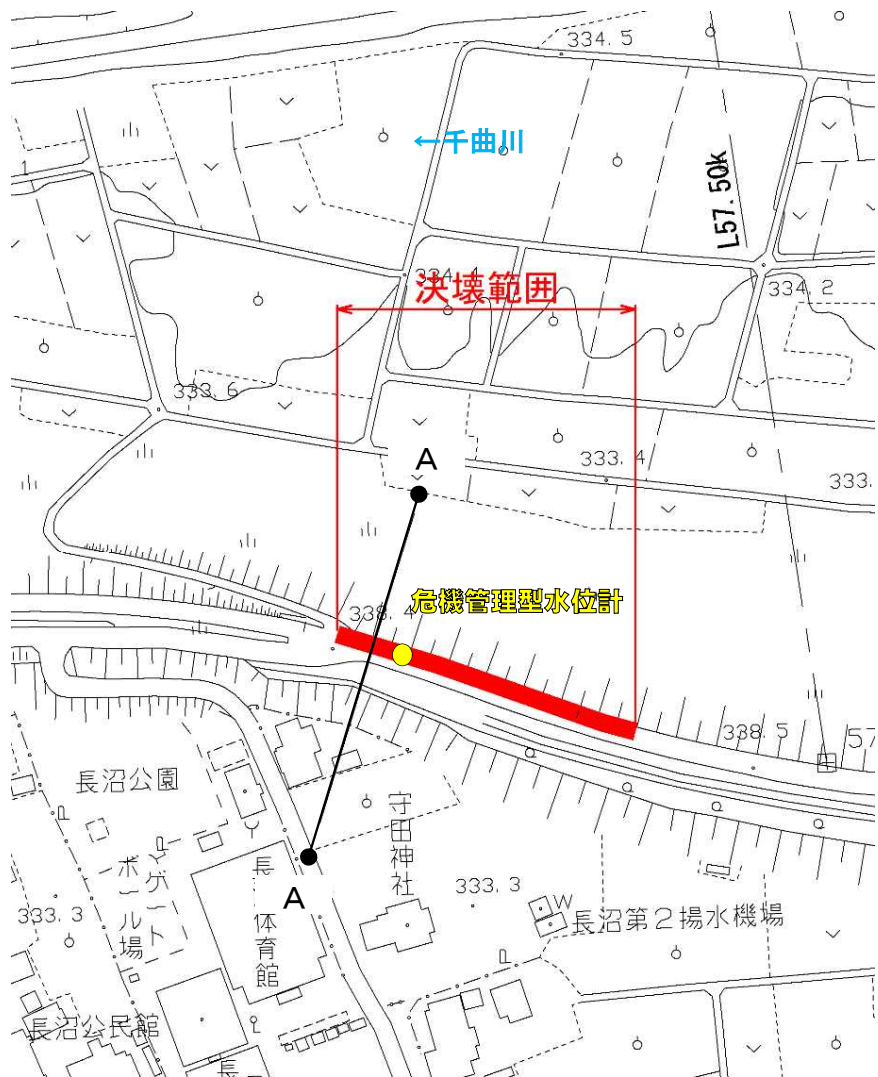 334.5
←千曲川
L57.50k
334.4
決壊範囲
334.2
333.6
A
333.4
333.
危機管理型水位計
338.4
338.5
57
長沼公園
守田神社
ゲート
ボール場
長
体育館
A
333.3
333.3
W
長沼第2揚水機場
長沼公民館
長